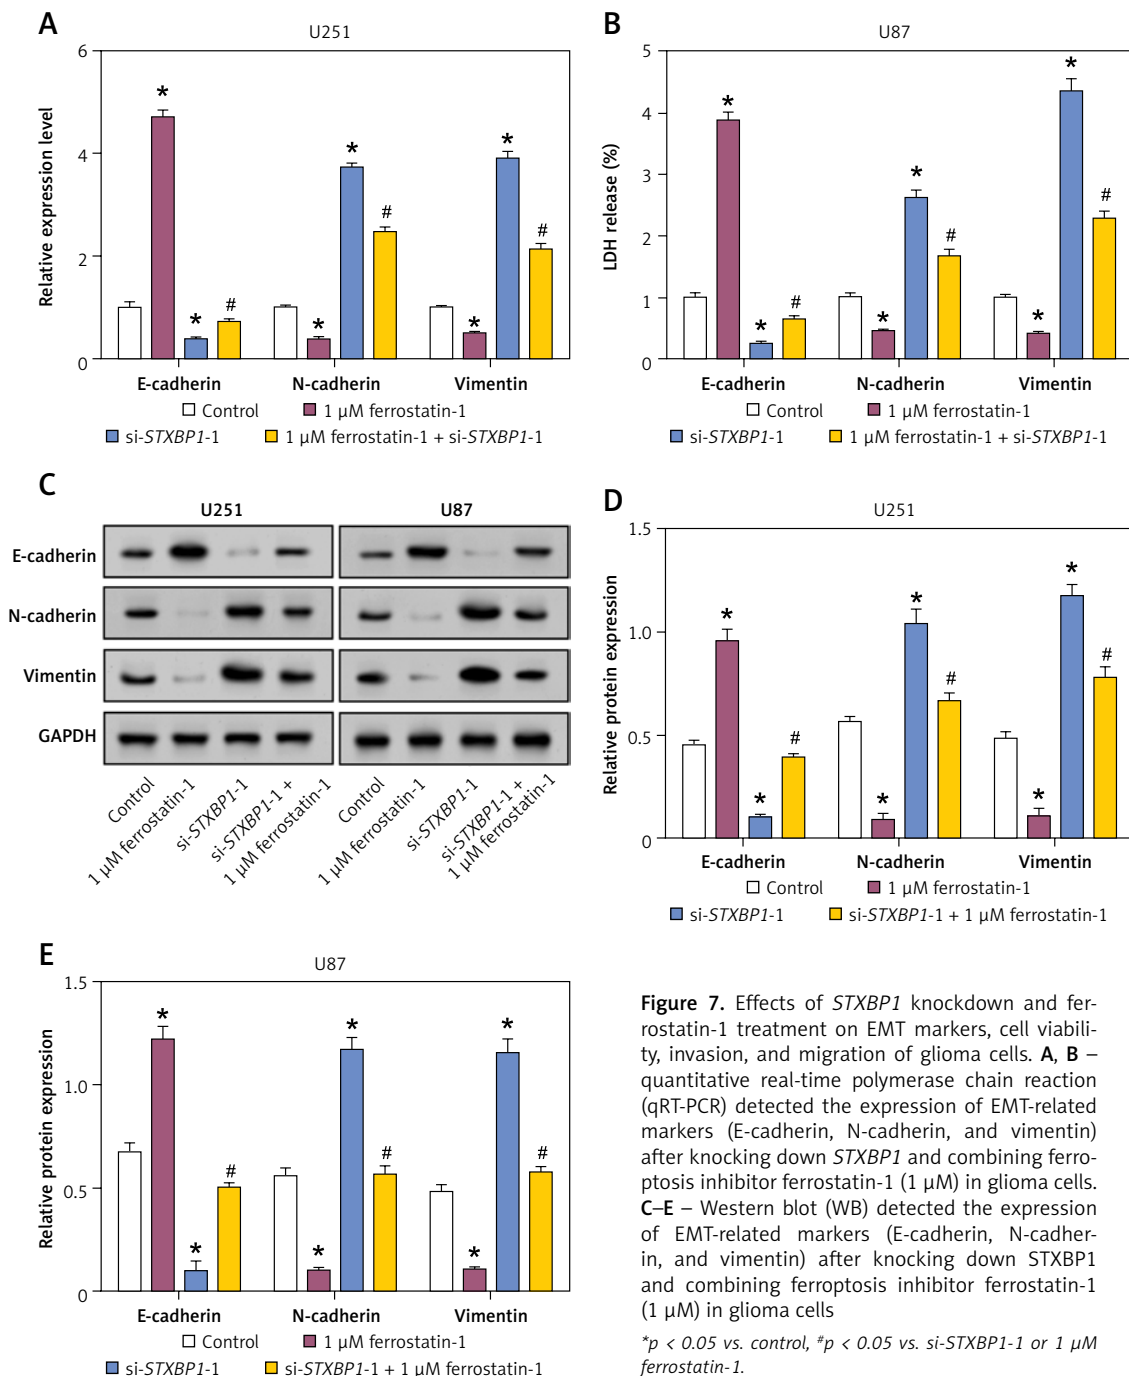 A
U251
Relative expression level
6
4
2
0
*
*
#
*
*
#
*
*
#
E-cadherin
N-cadherin
Vimentin
Control
1 µM ferrostatin-1
si-STXBP1-1
1 µM ferrostatin-1 + si-STXBP1-1
B
U87
LDH release (%)
5
4
3
2
1
0
*
*
#
*
*
#
*
*
#
E-cadherin
N-cadherin
Vimentin
Control
1 µM ferrostatin-1
si-STXBP1-1
1 µM ferrostatin-1 + si-STXBP1-1
C
U251
U87
E-cadherin
N-cadherin
Vimentin
GAPDH
Control
1 µM ferrostatin-1
si-STXBP1-1
si-STXBP1-1 +
1 µM ferrostatin-1
Control
1 µM ferrostatin-1
si-STXBP1-1
si-STXBP1-1 +
1 µM ferrostatin-1
D
U251
Relative protein expression
1.5
1.0
0.5
0
*
*
#
*
*
#
*
*
#
E-cadherin
N-cadherin
Vimentin
Control
1 µM ferrostatin-1
si-STXBP1-1
si-STXBP1-1 + 1 µM ferrostatin-1
E
U87
Relative protein expression
1.5
1.0
0.5
0
*
*
#
*
*
#
*
*
#
E-cadherin
N-cadherin
Vimentin
Control
1 µM ferrostatin-1
si-STXBP1-1
si-STXBP1-1 + 1 µM ferrostatin-1
Figure 7. Effects of STXBP1 knockdown and fer-
rostatin-1 treatment on EMT markers, cell viabili-
ty, invasion, and migration of glioma cells. A, B –
quantitative real-time polymerase chain reaction
(qRT-PCR) detected the expression of EMT-related
markers (E-cadherin, N-cadherin, and vimentin)
after knocking down STXBP1 and combining ferro-
ptosis inhibitor ferrostatin-1 (1 µM) in glioma cells.
C–E – Western blot (WB) detected the expression
of EMT-related markers (E-cadherin, N-cadher-
in, and vimentin) after knocking down STXBP1
and combining ferroptosis inhibitor ferrostatin-1
(1 µM) in glioma cells
*p < 0.05 vs. control, #p < 0.05 vs. si-STXBP1-1 or 1 µM
ferrostatin-1.